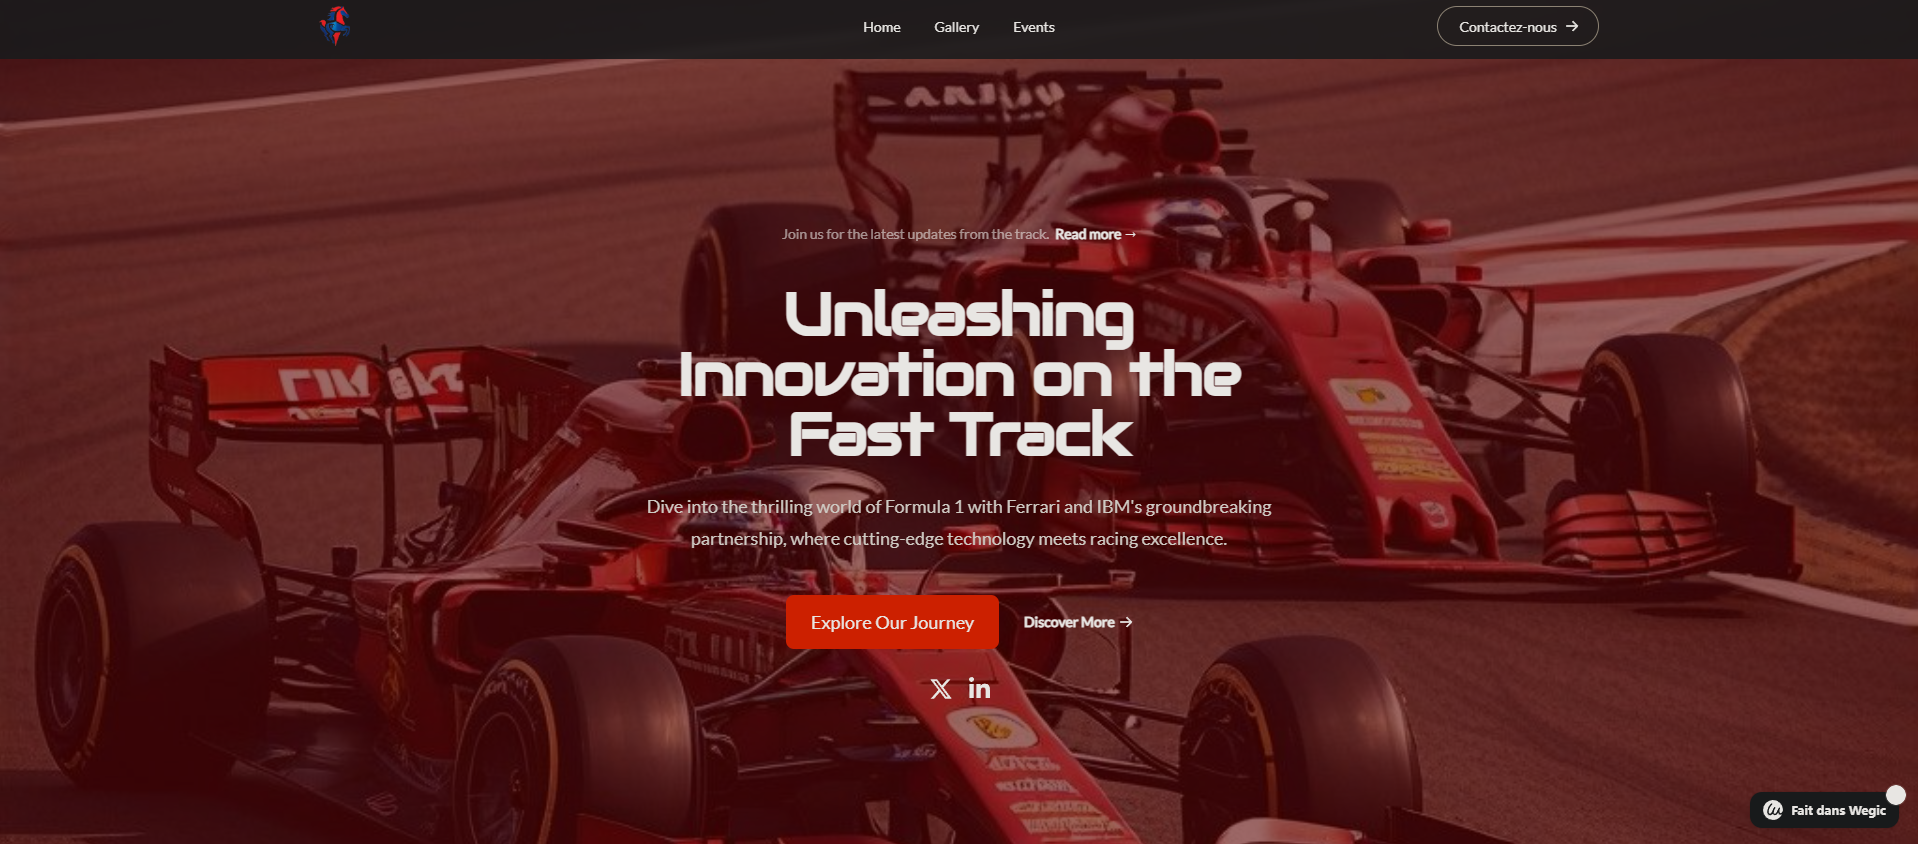 Home
Gallery
Events
Contactez-nous →
Join us for the latest updates from the track. Read more →
Unleashing
Innovation on the
Fast Track
Dive into the thrilling world of Formula 1 with Ferrari and IBM's groundbreaking
partnership, where cutting-edge technology meets racing excellence.
Explore Our Journey
Discover More →
Fait dans Wegic